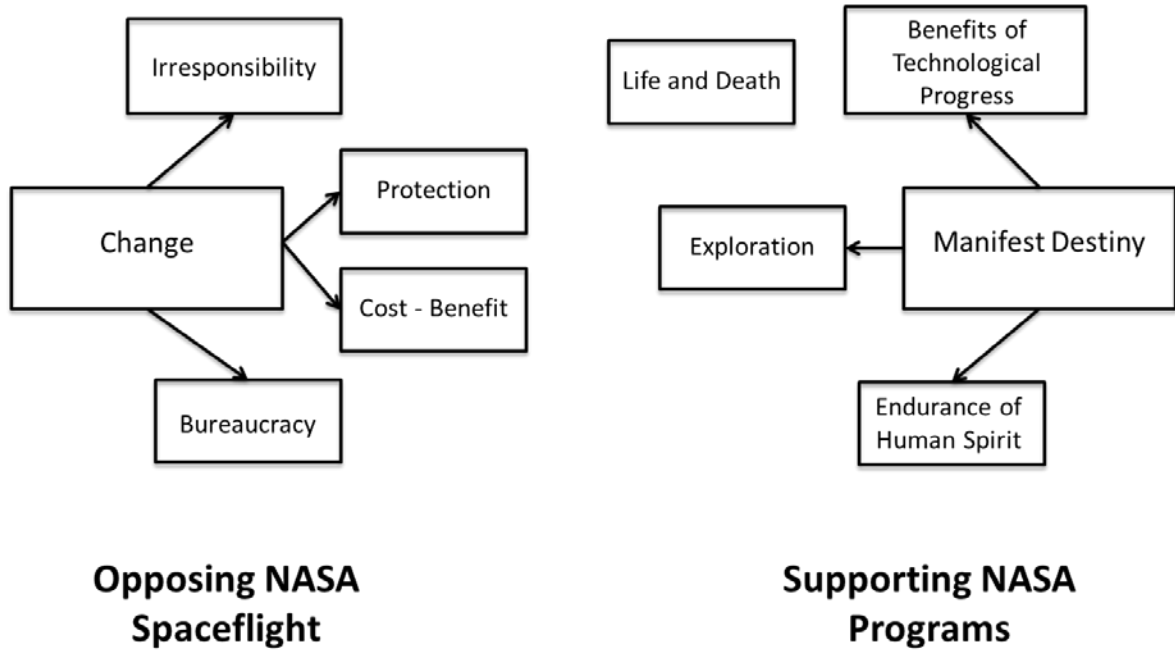 Irresponsibility
Protection
Change
Cost - Benefit
Bureaucracy
Opposing NASA
Spaceflight
Life and Death
Benefits of
Technological
Progress
Exploration
Manifest Destiny
Endurance of
Human Spirit
Supporting NASA
Programs